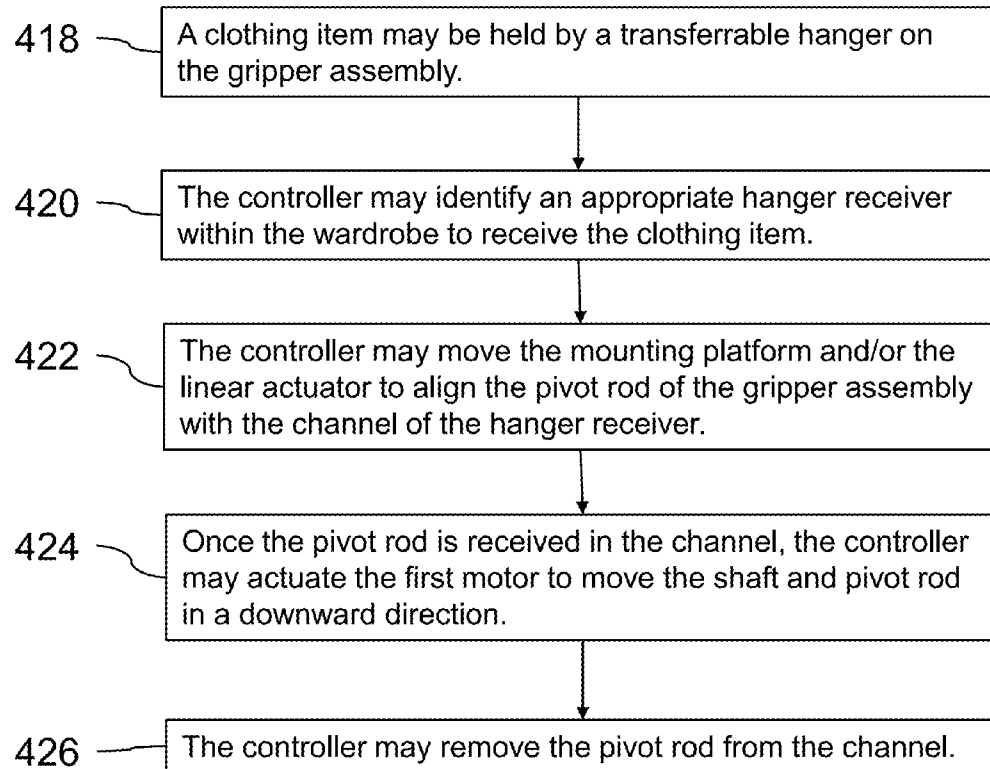 418
A clothing item may be held by a transferrable hanger on
the gripper assembly.
420
The controller may identify an appropriate hanger receiver
within the wardrobe to receive the clothing item.
422
The controller may move the mounting platform and/or the
linear actuator to align the pivot rod of the gripper assembly
with the channel of the hanger receiver.
424
Once the pivot rod is received in the channel, the controller
may actuate the first motor to move the shaft and pivot rod
in a downward direction.
426
The controller may remove the pivot rod from the channel.